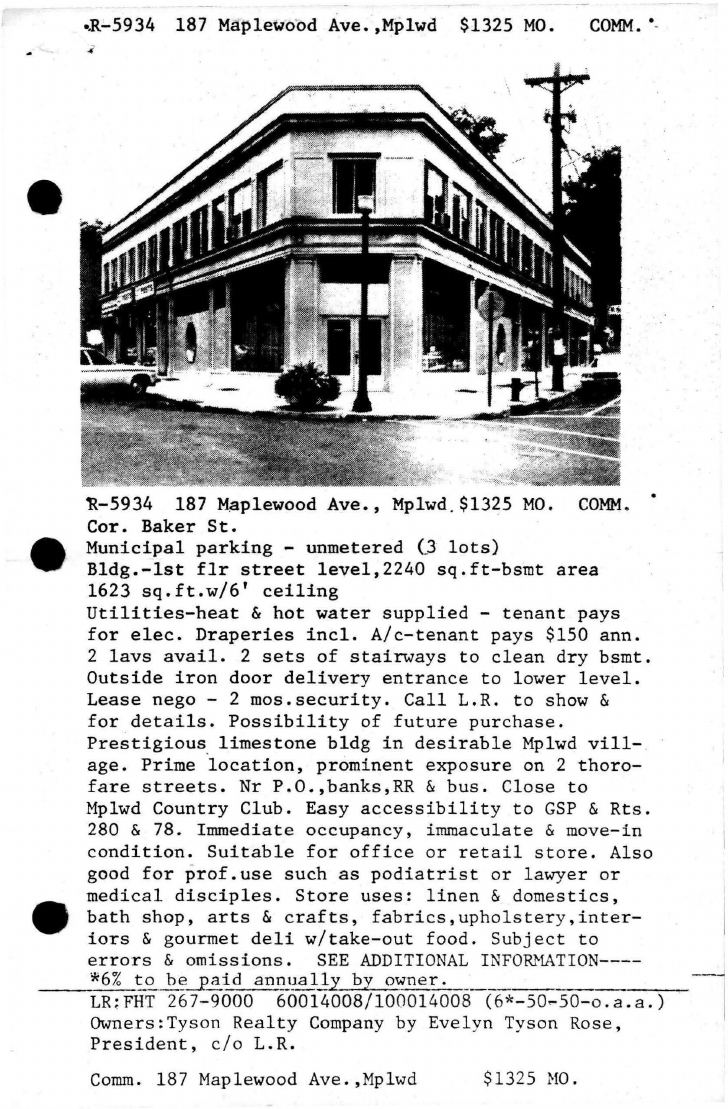 R-5934 187 Maplewood Ave.,Mplwd $1325 MO. COMM.
R-5934 187 Maplewood Ave., Mplwd. $1325 MO. COMM.
Cor. Baker St.
Municipal parking - unmetered (3 lots)
Bldg.-1st flr street level,2240 sq.ft-bsmt area
1623 sq.ft.w/6' ceiling
Utilities-heat & hot water supplied - tenant pays
for elec. Draperies incl. A/c-tenant pays $150 ann.
2 lavs avail. 2 sets of stairways to clean dry bsmt.
Outside iron door delivery entrance to lower level.
Lease nego - 2 mos.security. Call L.R. to show &
for details. Possibility of future purchase.
Prestigious limestone bldg in desirable Mplwd vill-
age. Prime location, prominent exposure on 2 thoro-
fare streets. Nr P.O.,banks,RR & bus. Close to
Mplwd Country Club. Easy accessibility to GSP & Rts.
280 & 78. Immediate occupancy, immaculate & move-in
condition. Suitable for office or retail store. Also
good for prof.use such as podiatrist or lawyer or
medical disciples. Store uses: linen & domestics,
bath shop, arts & crafts, fabrics,upholstery,inter-
iors & gourmet deli w/take-out food. Subject to
errors & omissions. SEE ADDITIONAL INFORMATION----
*6% to be paid annually by owner.
LR:FHT 267-9000 60014008/100014008 (6*-50-50-o.a.a.)
Owners:Tyson Realty Company by Evelyn Tyson Rose,
President, c/o L.R.
Comm. 187 Maplewood Ave.,Mplwd $1325 MO.